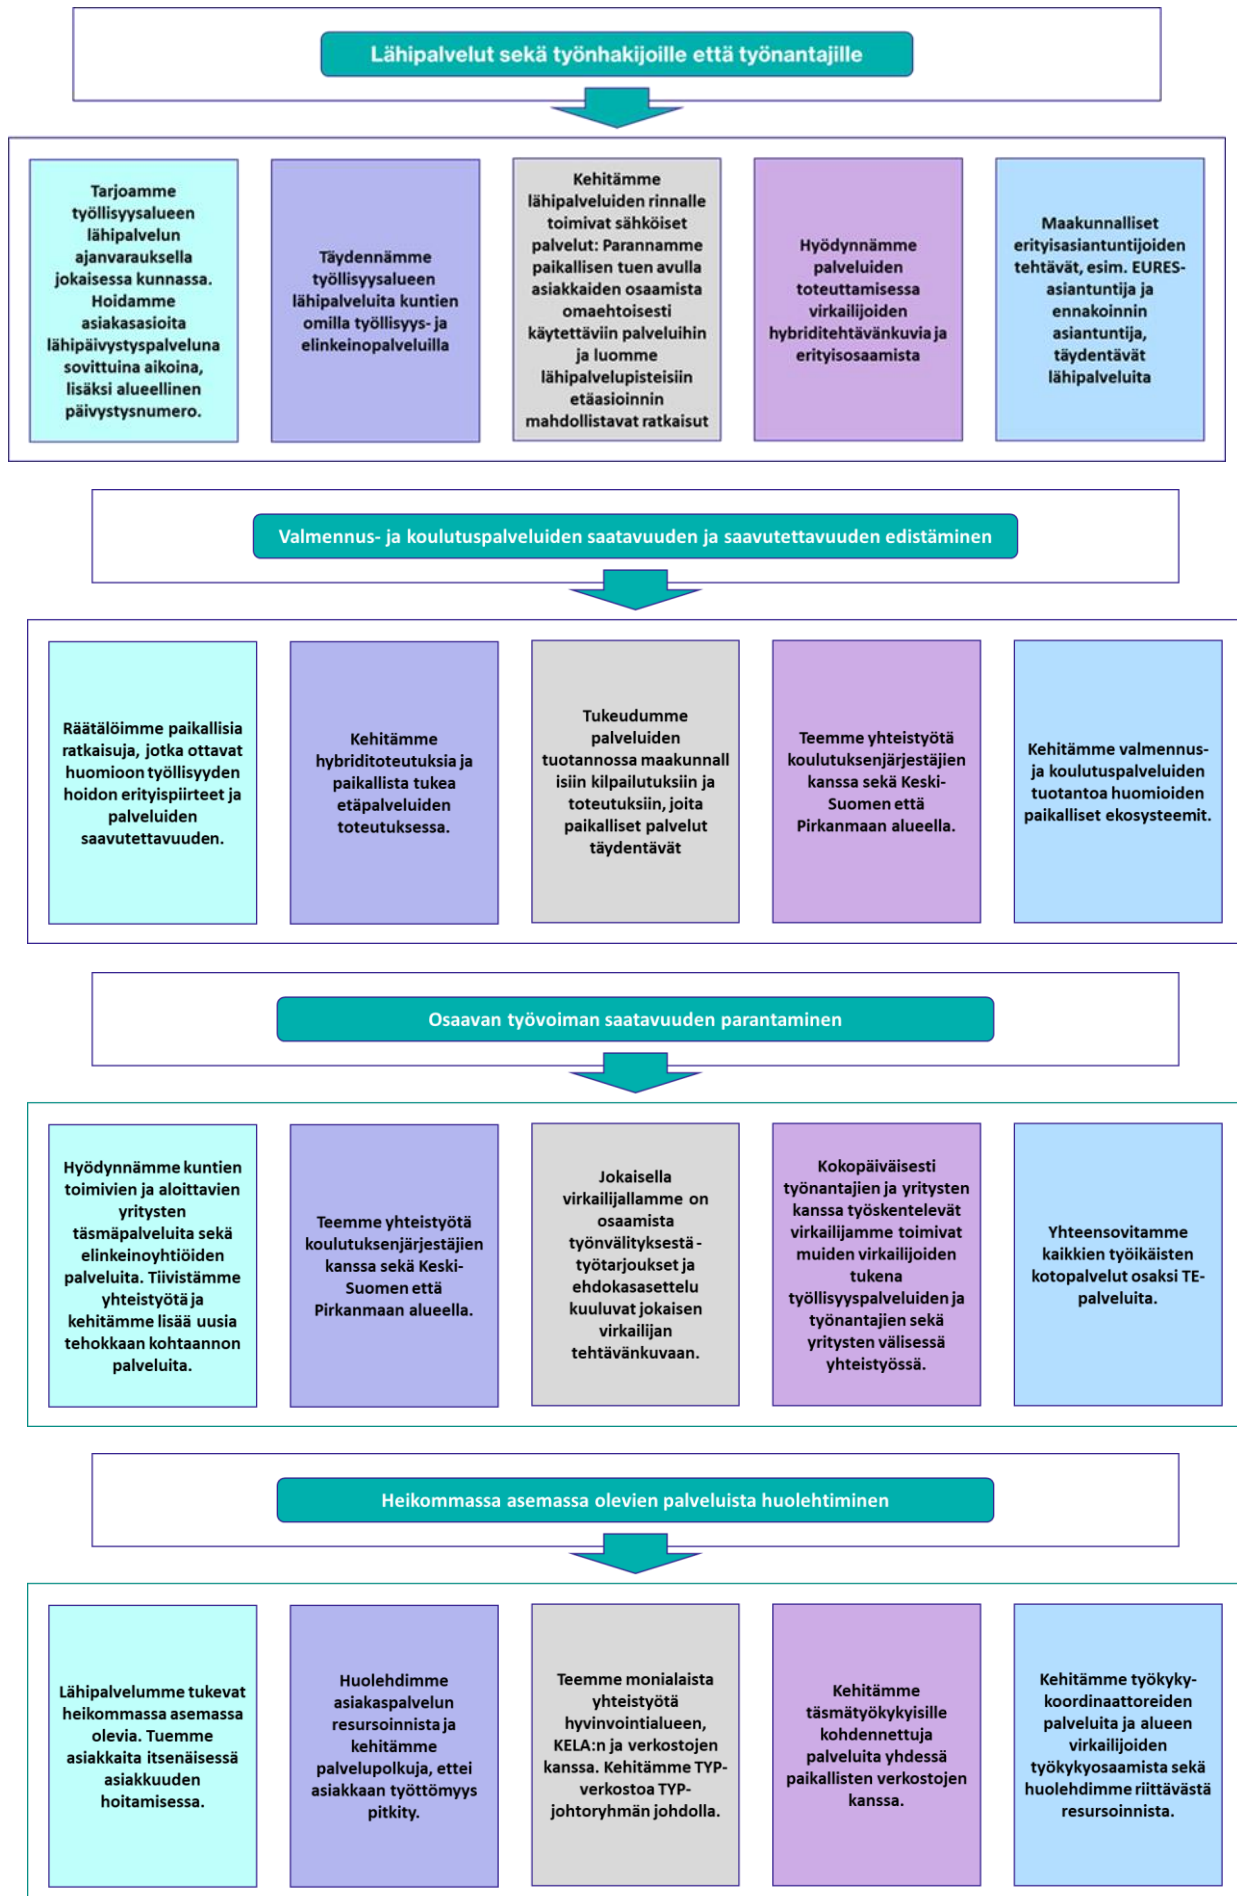 Lähipalvelut sekä työnhakijoille että työnantajille
Tarjoamme
työllisyysalueen
lähipalvelun
ajanvarauksella
jokaisessa kunnassa.
Hoidamme
asiakasasioita
lähipäivystyspalveluna
sovittuina aikoina,
lisäksi alueellinen
päivystysnumero.
Täydennämme
työllisyysalueen
lähipalveluita kuntien
omilla työllisyys- ja
elinkeinopalveluilla
Kehitämme
lähipalveluiden rinnalle
toimivat sähköiset
palvelut: Parannamme
paikallisen tuen avulla
asiakkaiden osaamista
omaehtoisesti
käytettäviin palveluihin
ja luomme
lähipalvelupisteisiin
etäasioinnin
mahdollistavat ratkaisut
Hyödynnämme
palveluiden
toteuttamisessa
virkailijoiden
hybriditehtävänkuvia ja
erityisosaamista
Maakunnalliset
erityisasiantuntijoiden
tehtävät, esim. EURES-
asiantuntija ja
ennakoinnin
asiantuntija,
täydentävät
lähipalveluita
Valmennus- ja koulutuspalveluiden saatavuuden ja saavutettavuuden edistäminen
Räätälöimme paikallisia
ratkaisuja, jotka ottavat
huomioon työllisyyden
hoidon erityispiirteet ja
palveluiden
saavutettavuuden.
Kehitämme
hybriditoteutuksia ja
paikallista tukea
etäpalveluiden
toteutuksessa.
Tukeudumme
palveluiden
tuotannossa maakunnall
isiin kilpailutuksiin ja
toteutuksiin, joita
paikalliset palvelut
täydentävät
Teemme yhteistyötä
koulutuksenjärjestäjien
kanssa sekä Keski-
Suomen että
Pirkanmaan alueella.
Kehitämme valmennus-
ja koulutuspalveluiden
tuotantoa huomioiden
paikalliset ekosysteemit.
Osaavan työvoiman saatavuuden parantaminen
Hyödynnämme kuntien
toimivien ja aloittavien
yritysten
täsmäpalveluita sekä
elinkeinoyhtiöiden
palveluita. Tiivistämme
yhteistyötä ja
kehitämme lisää uusia
tehokkaan kohtaannon
palveluita.
Teemme yhteistyötä
koulutuksenjärjestäjien
kanssa sekä Keski-
Suomen että
Pirkanmaan alueella.
Jokaisella
virkailijallamme on
osaamista
työnvälityksestä -
työtarjoukset ja
ehdokasasettelu
kuuluvat jokaisen
virkailijan
tehtävänkuvaan.
Kokopäiväisesti
työnantajien ja yritysten
kanssa työskentelevät
virkailijamme toimivat
muiden virkailijoiden
tukena
työllisyyspalveluiden ja
työnantajien sekä
yritysten välisessä
yhteistyössä.
Yhteensovitamme
kaikkien työikäisten
kotopalvelut osaksi TE-
palveluita.
Heikommassa asemassa olevien palveluista huolehtiminen
Lähipalvelumme tukevat
heikommassa asemassa
olevia. Tuemme
asiakkaita itsenäisessä
asiakkuuden
hoitamisessa.
Huolehdimme
asiakaspalvelun
resursoinnista ja
kehitämme
palvelupolkuja, ettei
asiakkaan työttömyys
pitkity.
Teemme monialaista
yhteistyötä
hyvinvointialueen,
KELA:n ja verkostojen
kanssa. Kehitämme TYP-
verkostoa TYP-
johtoryhmän johdolla.
Kehitämme
täsmätyökykyisille
kohdennettuja
palveluita yhdessä
paikallisten verkostojen
kanssa.
Kehitämme työkyky-
koordinaattoreiden
palveluita ja alueen
virkailijoiden
työkykyosaamista sekä
huolehdimme riittävästä
resursoinnista.